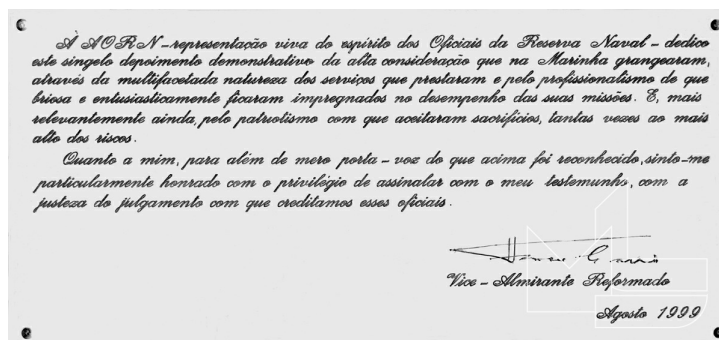 À AORN - representação viva do espírito dos Oficiais da Reserva Naval - dedico
este singelo depoimento demonstrativo da alta consideração que na Marinha grangearam,
através da multifacetada natureza dos serviços que prestaram e pelo profissionalismo de que
briosa e entusiasticamente ficaram impregnados no desempenho das suas missões. E, mais
relevantemente ainda, pelo patriotismo com que aceitaram sacrifícios, tantas vezes ao mais
alto dos riscos.
Quanto a mim, para além de mero porta - voz do que acima foi reconhecido, sinto-me
particularmente honrado com o privilégio de assinalar com o meu testemunho, com a
justeza do julgamento com que creditamos esses oficiais.
Vice - Almirante Reformado
Agosto 1999